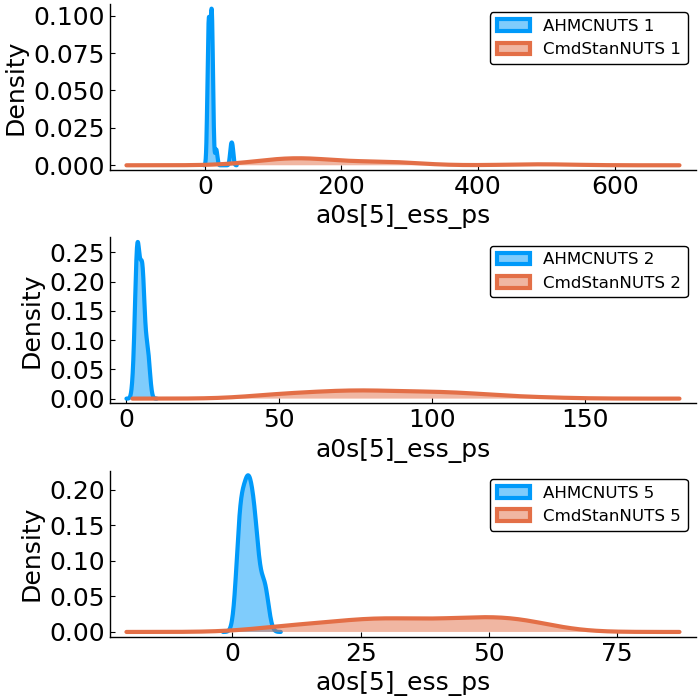 0.100
0.075
0.050
0.025
0.000
Density
AHMCNUTS 1
CmdStanNUTS 1
0 200 400 600
a0s[5]_ess_ps
0.25
0.20
0.15
0.10
0.05
0.00
Density
AHMCNUTS 2
CmdStanNUTS 2
0 50 100 150
a0s[5]_ess_ps
0.20
0.15
0.10
0.05
0.00
Density
AHMCNUTS 5
CmdStanNUTS 5
0 25 50 75
a0s[5]_ess_ps